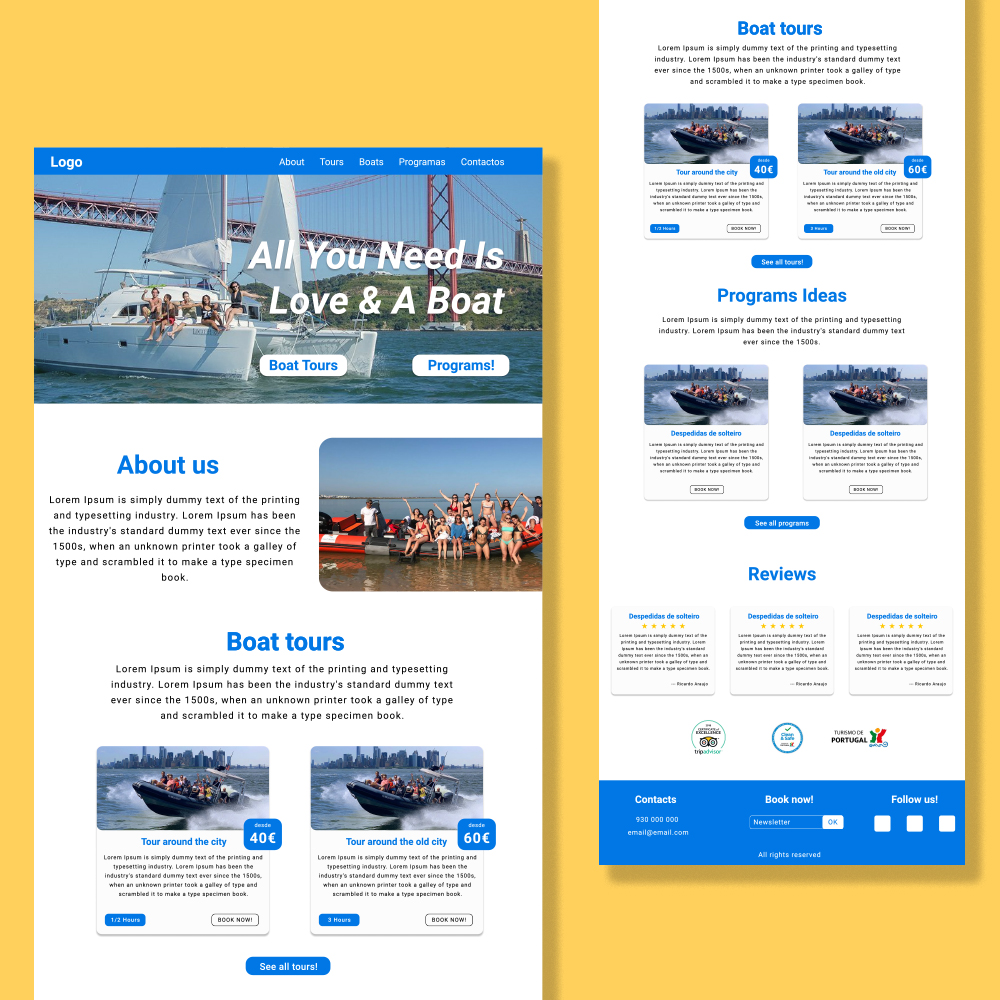 Logo
About Tours Boats Programas Contactos
All You Need Is
Love & A Boat
Boat Tours
Programs!
About us
Lorem Ipsum is simply dummy text of the printing
and typesetting industry. Lorem Ipsum has been
the industry's standard dummy text ever since the
1500s, when an unknown printer took a galley of
type and scrambled it to make a type specimen
book.
Boat tours
Lorem Ipsum is simply dummy text of the printing and typesetting
industry. Lorem Ipsum has been the industry's standard dummy text
ever since the 1500s, when an unknown printer took a galley of type
and scrambled it to make a type specimen book.
desde
40€
Tour around the city
Lorem Ipsum is simply dummy text of the printing and
typesetting industry. Lorem Ipsum has been the
industry's standard dummy text ever since the 1500s,
when an unknown printer took a galley of type and
scrambled it to make a type specimen book.
1/2 Hours
BOOK NOW!
desde
60€
Tour around the old city
Lorem Ipsum is simply dummy text of the printing and
typesetting industry. Lorem Ipsum has been the
industry's standard dummy text ever since the 1500s,
when an unknown printer took a galley of type and
scrambled it to make a type specimen book.
3 Hours
BOOK NOW!
See all tours!
Boat tours
Lorem Ipsum is simply dummy text of the printing and typesetting
industry. Lorem Ipsum has been the industry's standard dummy text
ever since the 1500s, when an unknown printer took a galley of type
and scrambled it to make a type specimen book.
desde
40€
Tour around the city
Lorem Ipsum is simply dummy text of the printing and
typesetting industry. Lorem Ipsum has been the
industry's standard dummy text ever since the 1500s,
when an unknown printer took a galley of type and
scrambled it to make a type specimen book.
1/2 Hours
BOOK NOW!
desde
60€
Tour around the old city
Lorem Ipsum is simply dummy text of the printing and
typesetting industry. Lorem Ipsum has been the
industry's standard dummy text ever since the 1500s,
when an unknown printer took a galley of type and
scrambled it to make a type specimen book.
3 Hours
BOOK NOW!
See all tours!
Programs Ideas
Lorem Ipsum is simply dummy text of the printing and typesetting
industry. Lorem Ipsum has been the industry's standard dummy text
ever since the 1500s.
Despedidas de solteiro
Lorem Ipsum is simply dummy text of the printing and
typesetting industry. Lorem Ipsum has been the
industry's standard dummy text ever since the 1500s,
when an unknown printer took a galley of type and
scrambled it to make a type specimen book.
BOOK NOW!
Despedidas de solteiro
Lorem Ipsum is simply dummy text of the printing and
typesetting industry. Lorem Ipsum has been the
industry's standard dummy text ever since the 1500s,
when an unknown printer took a galley of type and
scrambled it to make a type specimen book.
BOOK NOW!
See all programs
Reviews
Despedidas de solteiro
Lorem Ipsum is simply dummy text of the
printing and typesetting industry. Lorem
Ipsum has been the industry's standard
dummy text ever since the 1500s, when an
unknown printer took a galley of type and
scrambled it to make a type specimen book.
— Ricardo Araujo
Despedidas de solteiro
Lorem Ipsum is simply dummy text of the
printing and typesetting industry. Lorem
Ipsum has been the industry's standard
dummy text ever since the 1500s, when an
unknown printer took a galley of type and
scrambled it to make a type specimen book.
— Ricardo Araujo
Despedidas de solteiro
Lorem Ipsum is simply dummy text of the
printing and typesetting industry. Lorem
Ipsum has been the industry's standard
dummy text ever since the 1500s, when an
unknown printer took a galley of type and
scrambled it to make a type specimen book.
— Ricardo Araujo
CERTIFICATE of
EXCELLENCE
tripadvisor
Clean
& Safe
TURISMO DE
PORTUGAL
Contacts
930 000 000
email@email.com
Book now!
Newsletter
OK
Follow us!
All rights reserved